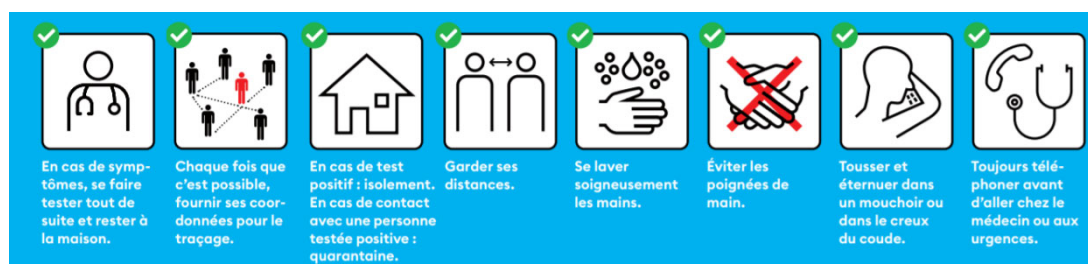 En cas de symp-
tômes, se faire
tester tout de
suite et rester à
la maison.
Chaque fois que
c'est possible,
fournir ses coor-
données pour le
traçage.
En cas de test
positif : isolement.
En cas de contact
avec une personne
testée positive :
quarantaine.
Garder ses
distances.
Se laver
soigneusement
les mains.
Éviter les
poignées de
main.
Tousser et
éternuer dans
un mouchoir ou
dans le creux
du coude.
Toujours télé-
phoner avant
d'aller chez le
médecin ou aux
urgences.